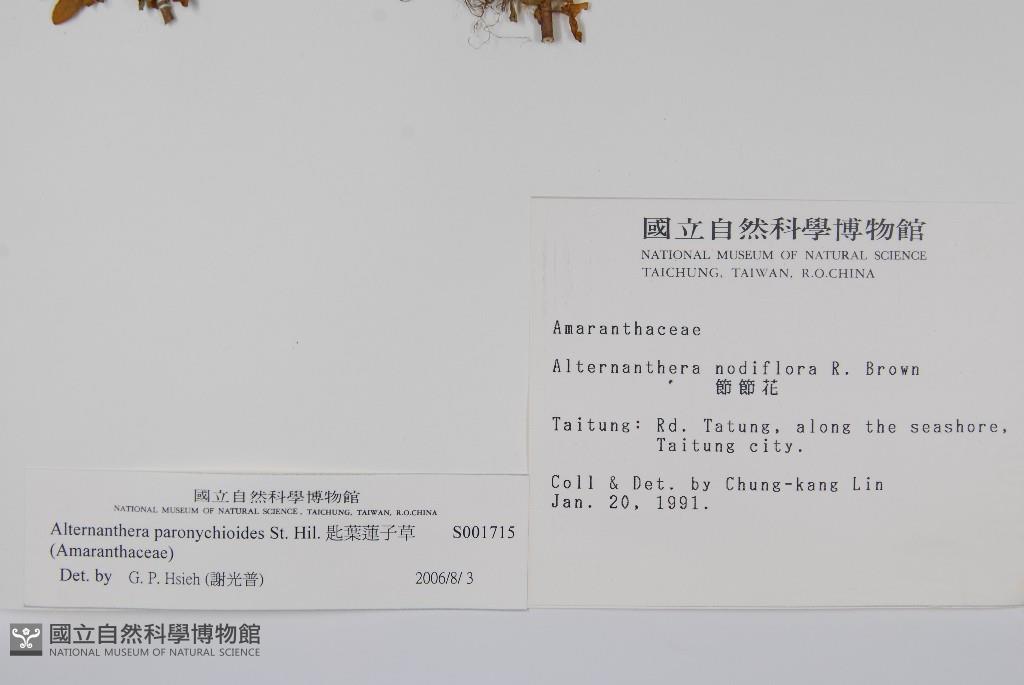 國立自然科學博物館
NATIONAL MUSEUM OF NATURAL SCIENCE
TAICHUNG, TAIWAN, R.O.CHINA
Amaranthaceae
Alternanthera nodiflora R. Brown
節節花
Taitung: Rd. Tatung, along the seashore,
Taitung city.
Coll & Det. by Chung-kang Lin
Jan. 20, 1991.
國立自然科學博物館
NATIONAL MUSEUM OF NATURAL SCIENCE, TAICHUNG, TAIWAN, R.O.CHINA
Alternanthera paronychioides St. Hil. 匙葉蓮子草 S001715
(Amaranthaceae)
Det. by G. P. Hsieh (謝光普) 2006/8/ 3
國立自然科學博物館
NATIONAL MUSEUM OF NATURAL SCIENCE